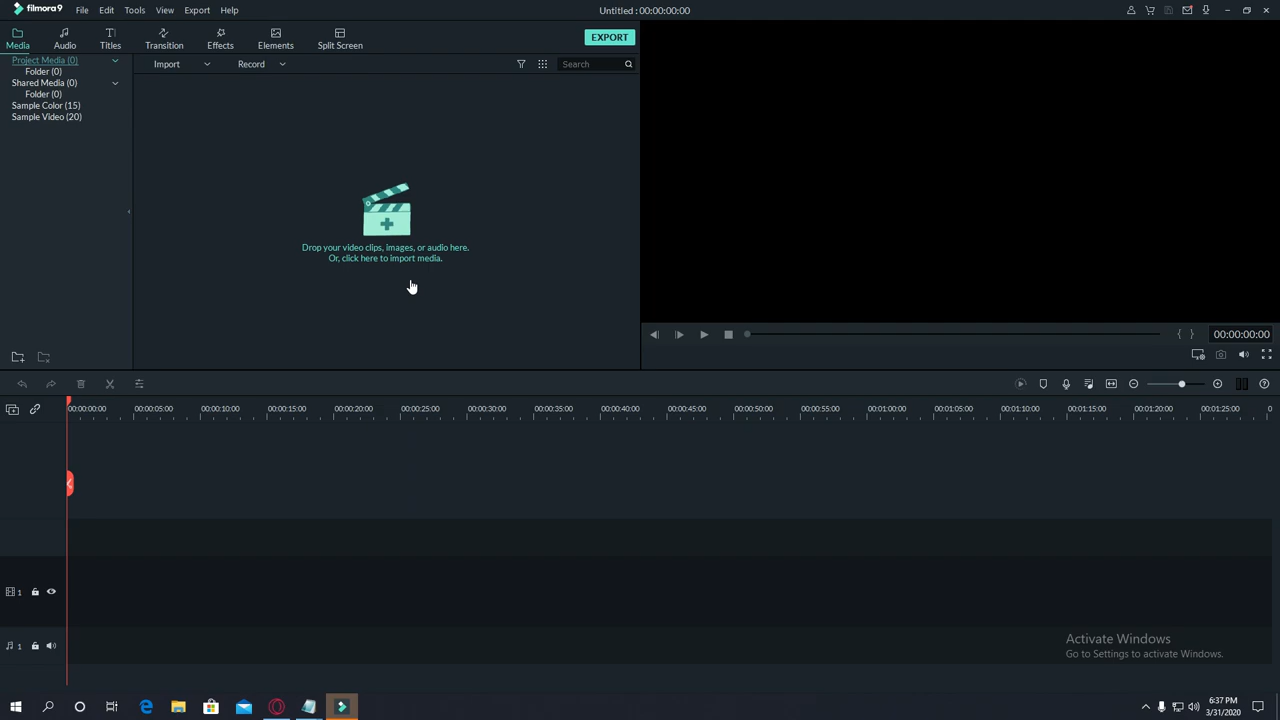 filmora9 File Edit Tools View Export Help Untitled : 00:00:00:00
Media Audio Titles Transition Effects Elements Split Screen EXPORT
Project Media (0)
Folder (0)
Shared Media (0)
Folder (0)
Sample Color (15)
Sample Video (20)
Import Record Search
Drop your video clips, images, or audio here.
Or, click here to import media.
00:00:00:00
00:00:00:00 00:00:05:00 00:00:10:00 00:00:15:00 00:00:20:00 00:00:25:00 00:00:30:00 00:00:35:00 00:00:40:00 00:00:45:00 00:00:50:00 00:00:55:00 00:01:00:00 00:01:05:00 00:01:10:00 00:01:15:00 00:01:20:00 00:01:25:00 0
1
1
Activate Windows
Go to Settings to activate Windows.
6:37 PM
3/31/2020